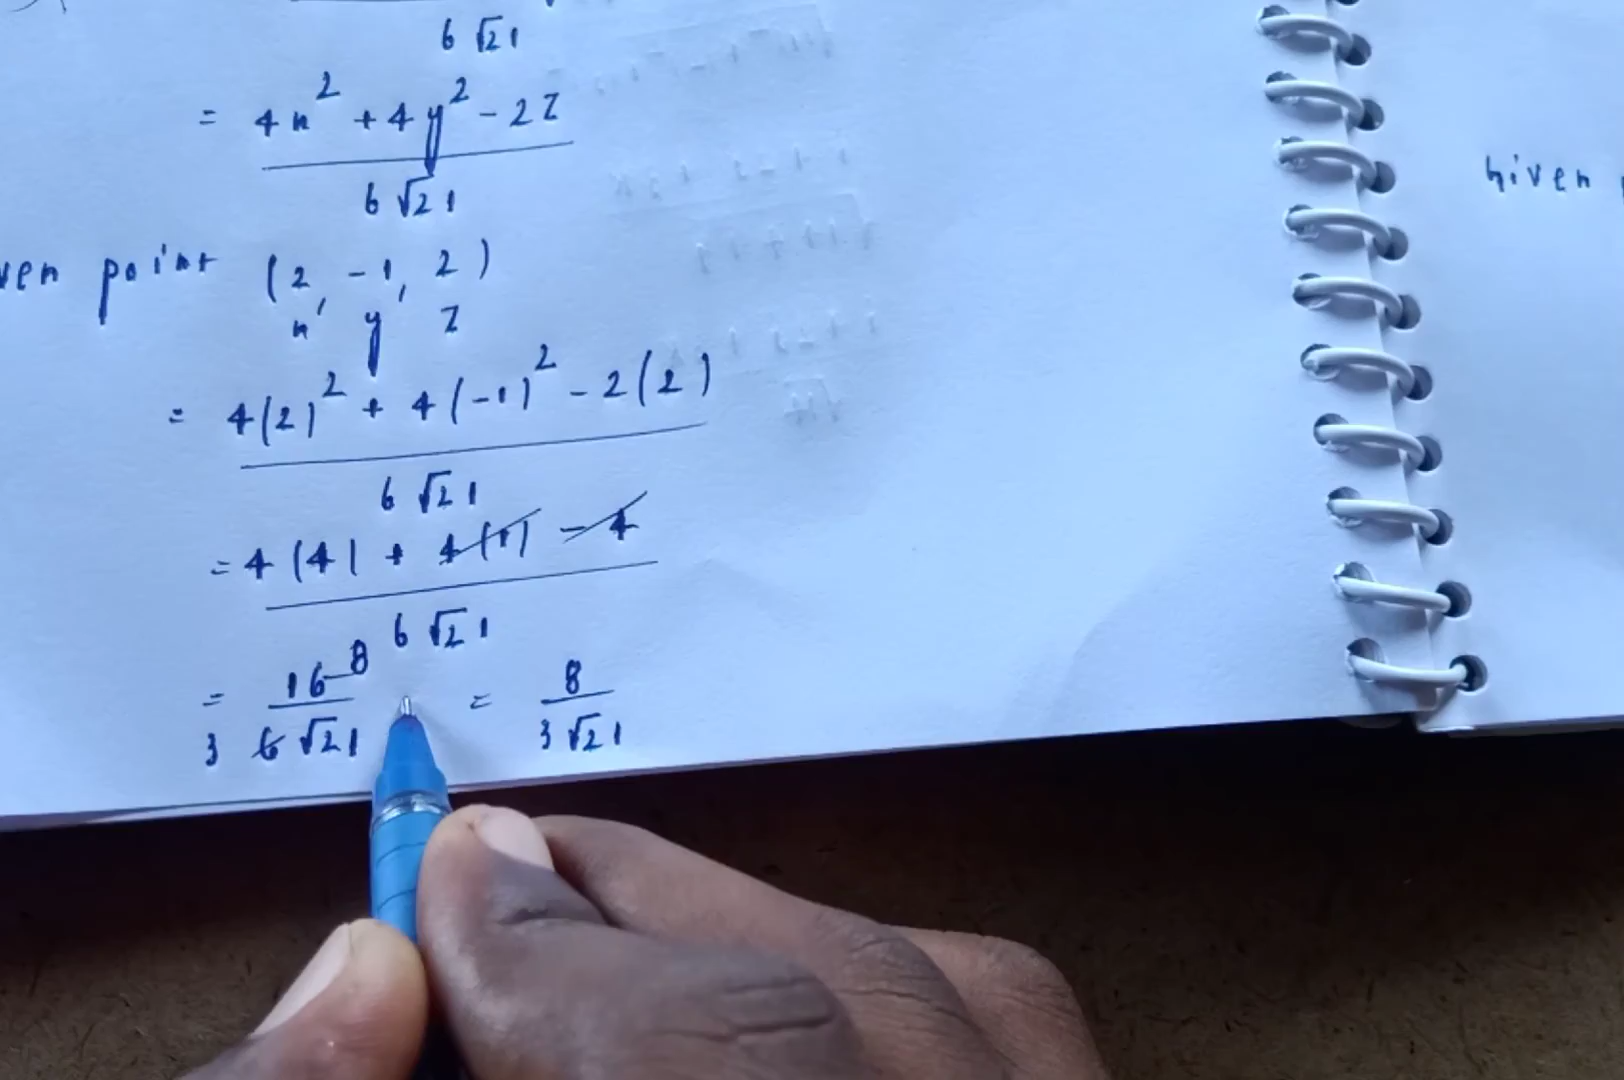 6 √21
= 4x² + 4y² - 2z
6 √21
ven point (2, -1, 2)
x y z
= 4(2)² + 4(-1)² - 2(2)
6 √21
= 4(4) + 4(1) - 4
6 √21
= 16 8 = 8
3 6 √21 3 √21
Given